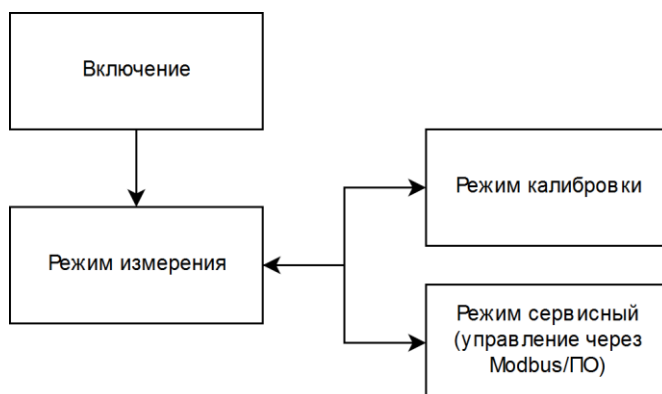 Включение
Режим калибровки
Режим измерения
Режим сервисный
(управление через
Modbus/ПО)